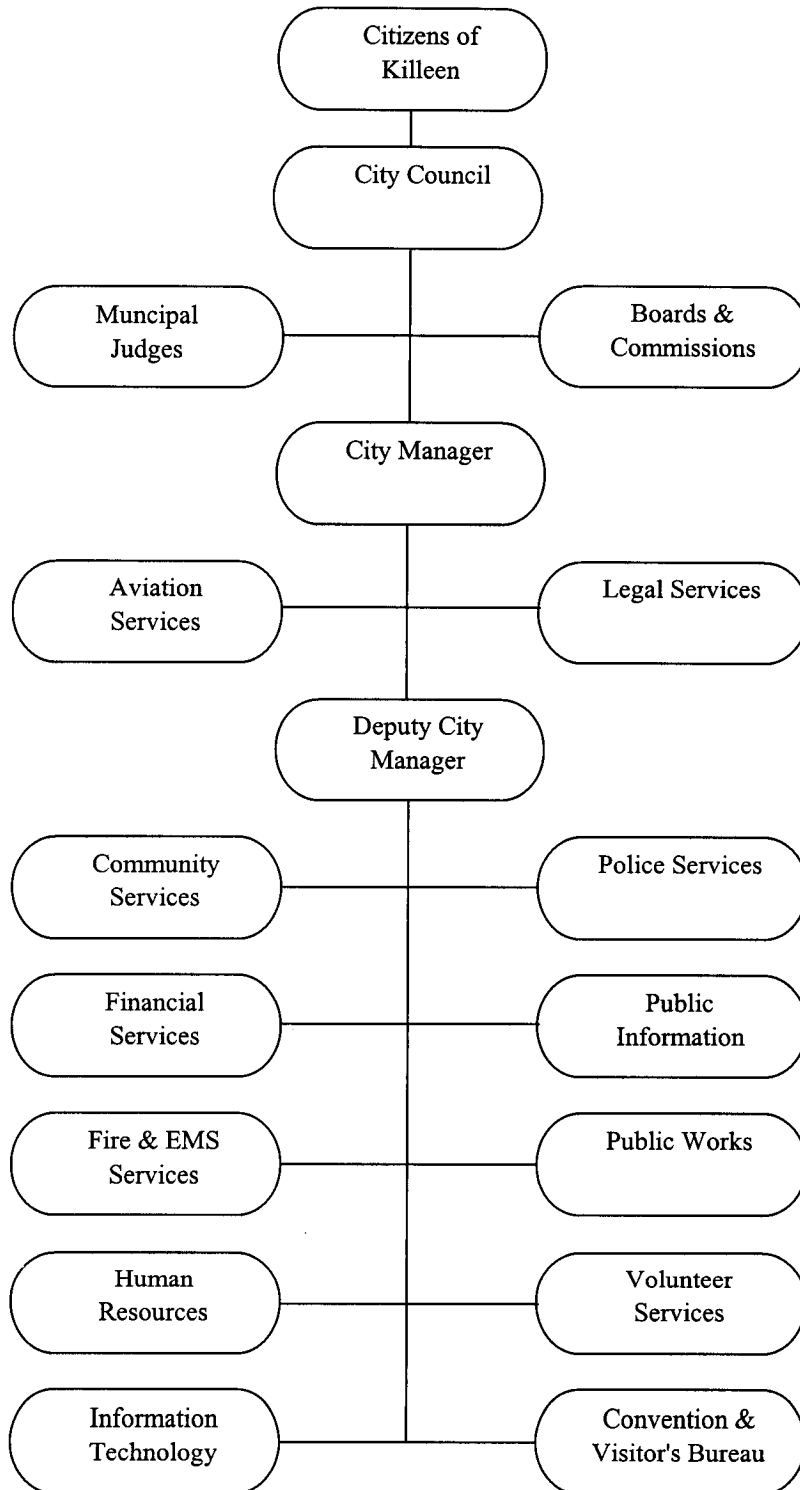 Citizens of
Killeen
City Council
Muncipal
Judges
Boards &
Commissions
City Manager
Aviation
Services
Legal Services
Deputy City
Manager
Community
Services
Police Services
Financial
Services
Public
Information
Fire & EMS
Services
Public Works
Human
Resources
Volunteer
Services
Information
Technology
Convention &
Visitor's Bureau